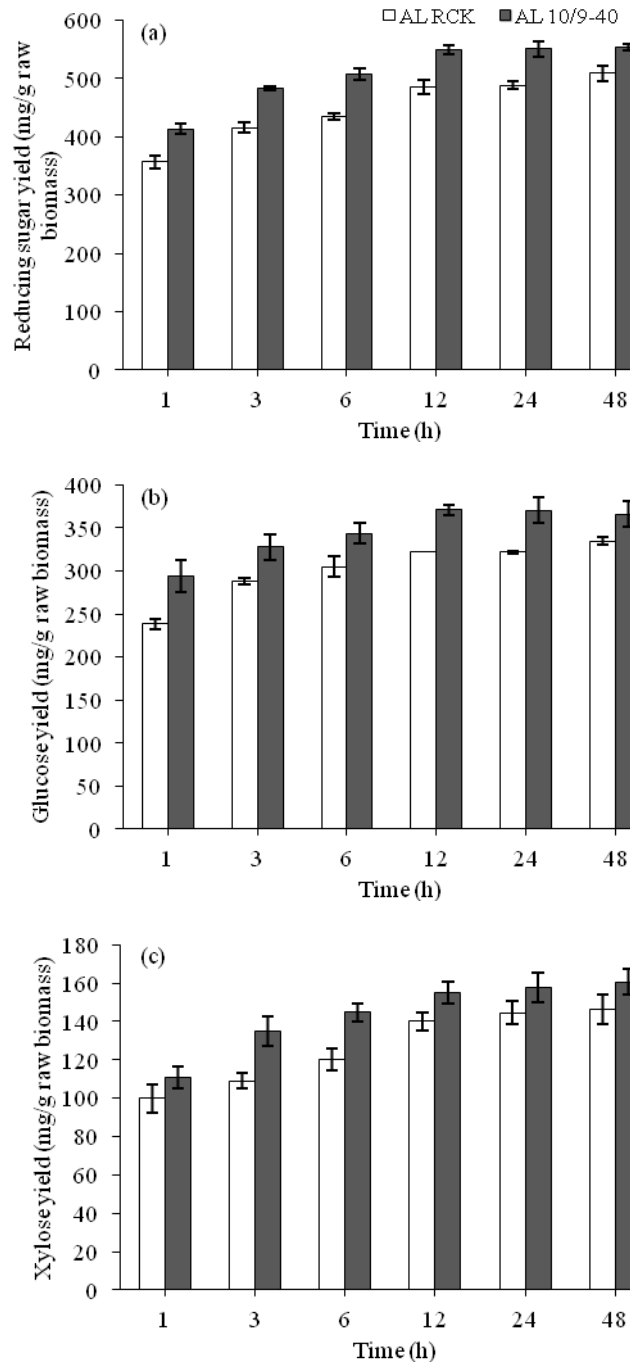 AL RCK AL 10/9-40
(a)
Reducing sugar yield (mg/g raw
biomass)
600
500
400
300
200
100
0
1 3 6 12 24 48
Time (h)
(b)
Glucose yield (mg/g raw biomass)
400
350
300
250
200
150
100
50
0
1 3 6 12 24 48
Time (h)
(c)
Xylose yield (mg/g raw biomass)
180
160
140
120
100
80
60
40
20
0
1 3 6 12 24 48
Time (h)